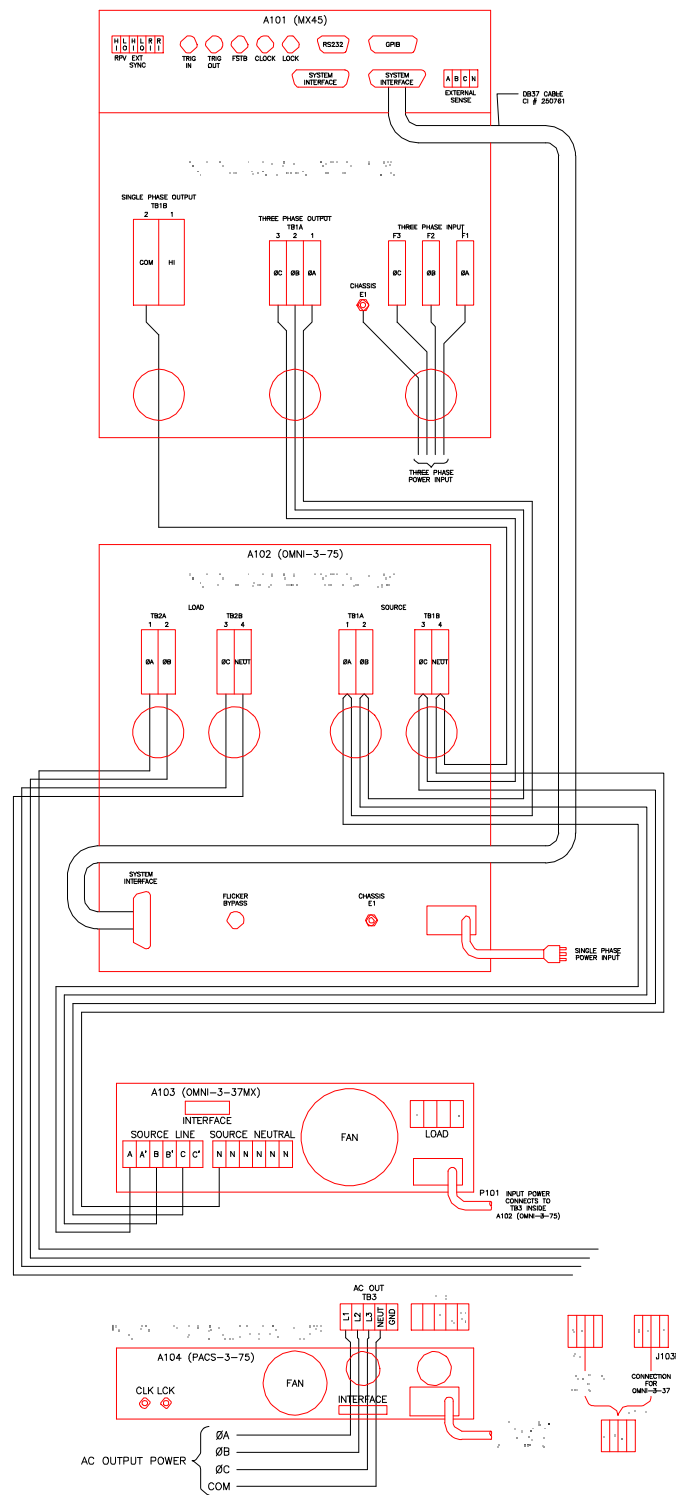 A101 (MX45)
HI LO HI LO RI RI
RPV EXT SYNC
TRIG IN
TRIG OUT
FSTB
CLOCK
LOCK
RS232
GPIB
SYSTEM INTERFACE
SYSTEM INTERFACE
A B C N
EXTERNAL SENSE
DB37 CABLE
CI # 250761
SINGLE PHASE OUTPUT
TB1B
2 1
COM HI
THREE PHASE OUTPUT
TB1A
3 2 1
ØC ØB ØA
CHASSIS
E1
THREE PHASE INPUT
F3 F2 F1
ØC ØB ØA
THREE PHASE
POWER INPUT
A102 (OMNI-3-75)
LOAD
SOURCE
TB2A
1 2
ØA ØB
TB2B
3 4
ØC NEUT
TB1A
1 2
ØA ØB
TB1B
3 4
ØC NEUT
SYSTEM
INTERFACE
FLICKER
BYPASS
CHASSIS
E1
SINGLE PHASE
POWER INPUT
A103 (OMNI-3-37MX)
INTERFACE
SOURCE LINE
SOURCE NEUTRAL
A A' B B' C C'
N N N N N N
FAN
LOAD
P101
INPUT POWER
CONNECTS TO
TB3 INSIDE
A102 (OMNI-3-75)
AC OUT
TB3
L1 L2 L3 NEUT GND
A104 (PACS-3-75)
CLK LCK
FAN
INTERFACE
J103
CONNECTION
FOR
OMNI-3-37
AC OUTPUT POWER
ØA
ØB
ØC
COM